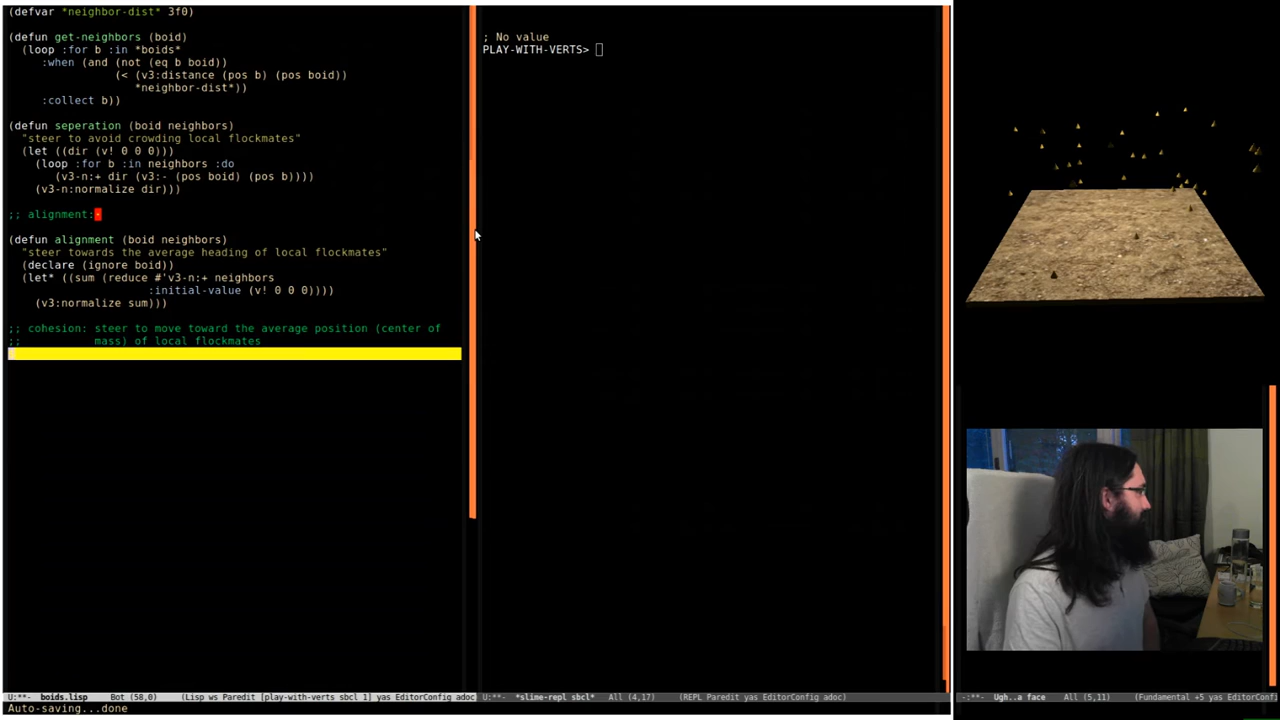 (defvar *neighbor-dist* 3f0)
(defun get-neighbors (boid)
(loop :for b :in *boids*
:when (and (not (eq b boid))
(< (v3:distance (pos b) (pos boid))
*neighbor-dist*))
:collect b))
(defun seperation (boid neighbors)
"steer to avoid crowding local flockmates"
(let ((dir (v! 0 0 0)))
(loop :for b :in neighbors :do
(v3-n:+ dir (v3:- (pos boid) (pos b))))
(v3-n:normalize dir)))
;; alignment:
(defun alignment (boid neighbors)
"steer towards the average heading of local flockmates"
(declare (ignore boid))
(let* ((sum (reduce #'v3-n:+ neighbors
:initial-value (v! 0 0 0))))
(v3:normalize sum)))
;; cohesion: steer to move toward the average position (center of
;; mass) of local flockmates
U:**- boids.lisp Bot (58,0) (Lisp ws Paredit [play-with-verts sbcl 1] yas EditorConfig adoc
Auto-saving...done
; No value
PLAY-WITH-VERTS>
U:**- *slime-repl sbcl* All (4,17) (REPL Paredit EditorConfig adoc)
-:**- Ugh..a face All (5,11) (Fundamental +5 yas EditorConfi